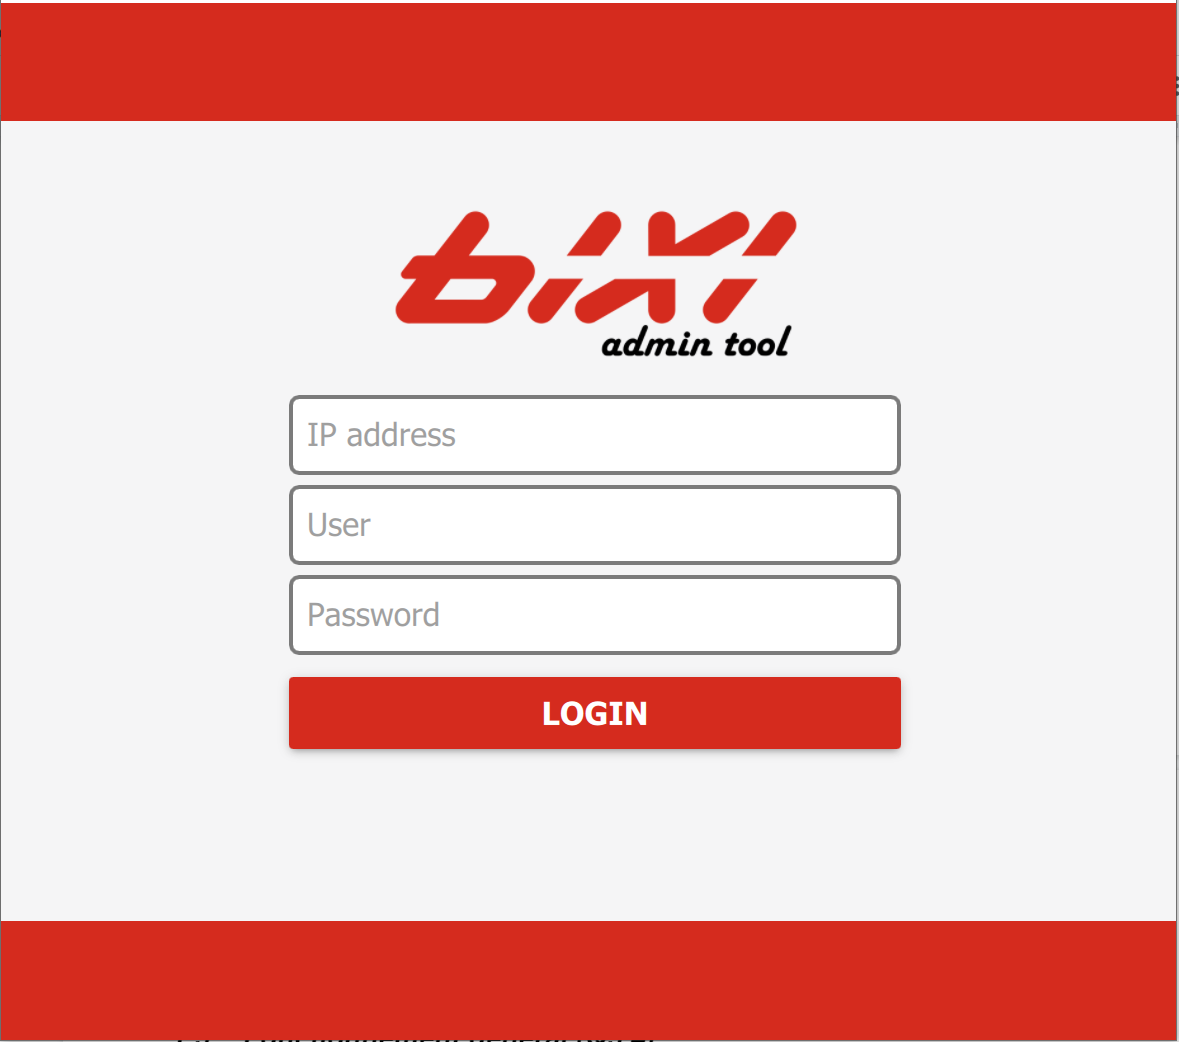 bixi
admin tool
IP address
User
Password
LOGIN